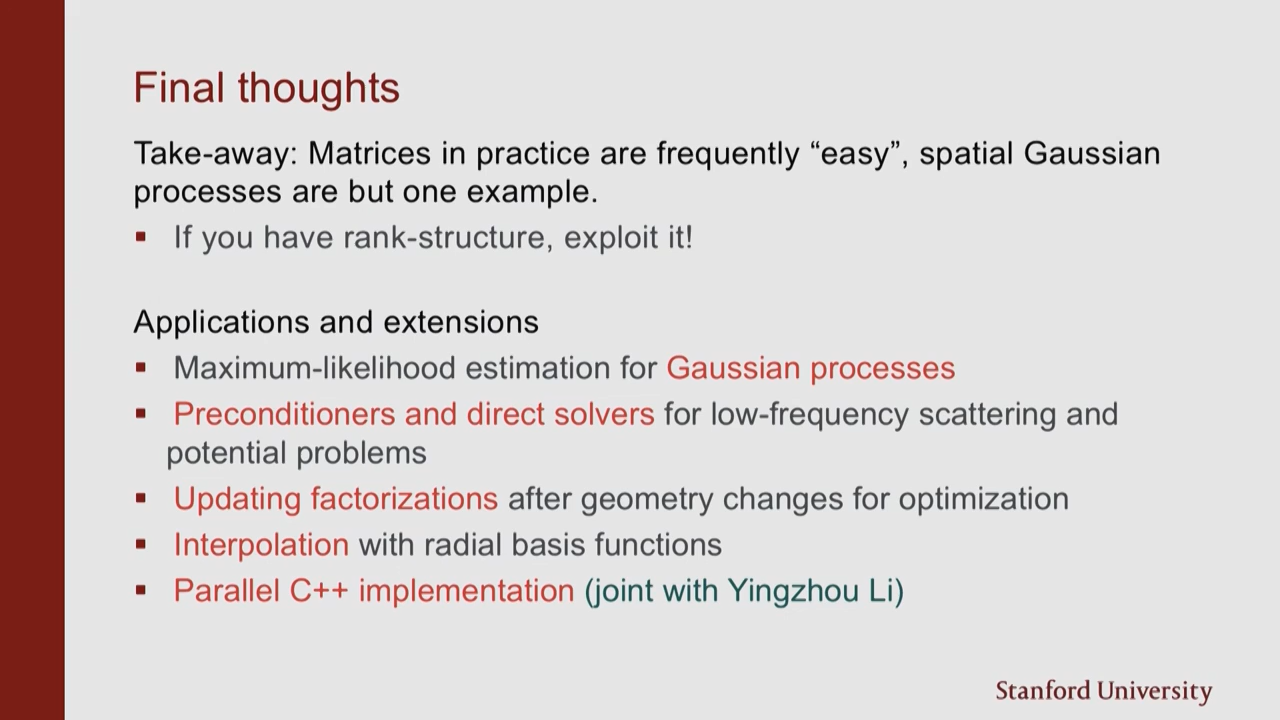 Final thoughts
Take-away: Matrices in practice are frequently “easy”, spatial Gaussian
processes are but one example.
▪ If you have rank-structure, exploit it!
Applications and extensions
▪ Maximum-likelihood estimation for Gaussian processes
▪ Preconditioners and direct solvers for low-frequency scattering and
potential problems
▪ Updating factorizations after geometry changes for optimization
▪ Interpolation with radial basis functions
▪ Parallel C++ implementation (joint with Yingzhou Li)
Stanford University